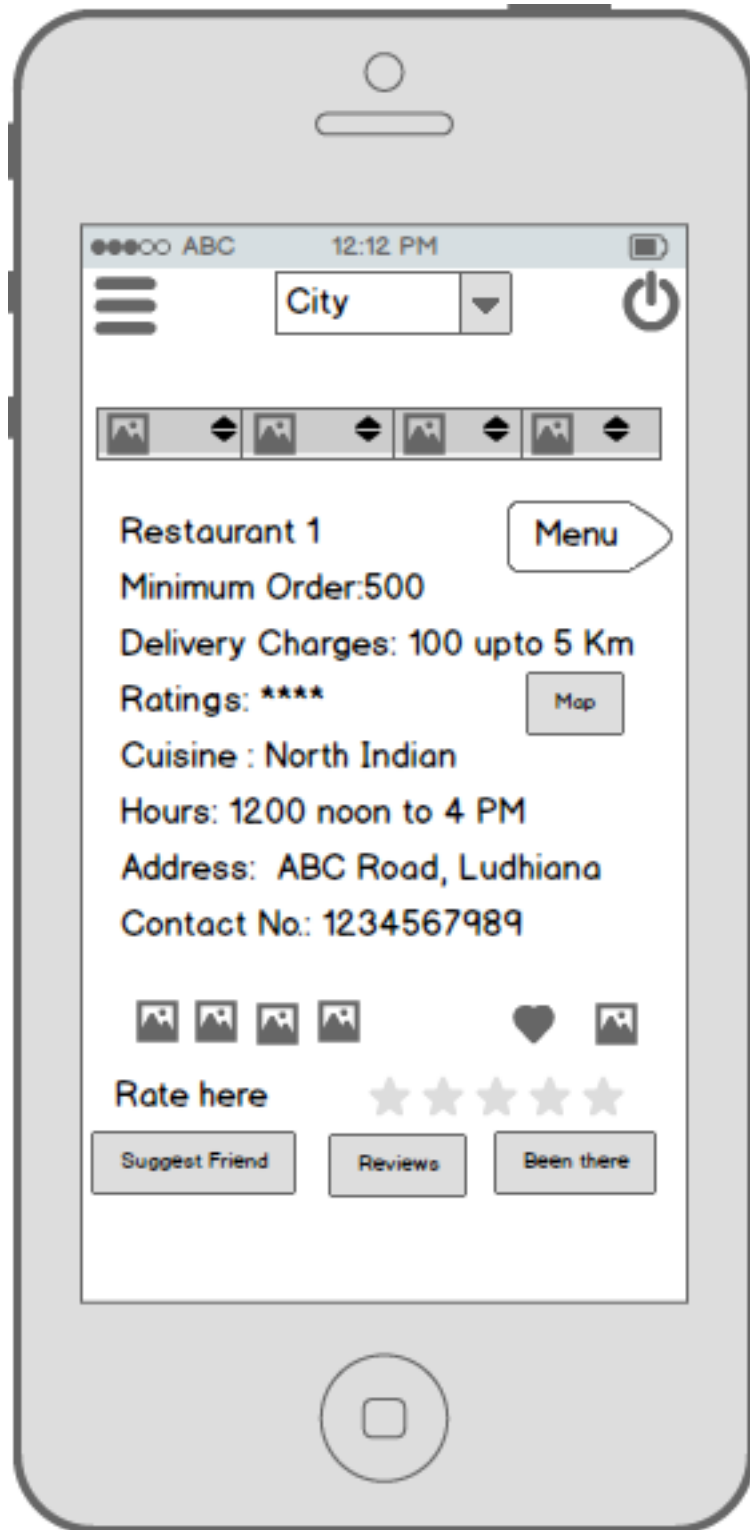 ABC 12:12 PM
City
Restaurant 1
Menu
Minimum Order:500
Delivery Charges: 100 upto 5 Km
Ratings: ****
Map
Cuisine : North Indian
Hours: 1200 noon to 4 PM
Address: ABC Road, Ludhiana
Contact No.: 1234567989
Rate here
Suggest Friend Reviews Been there